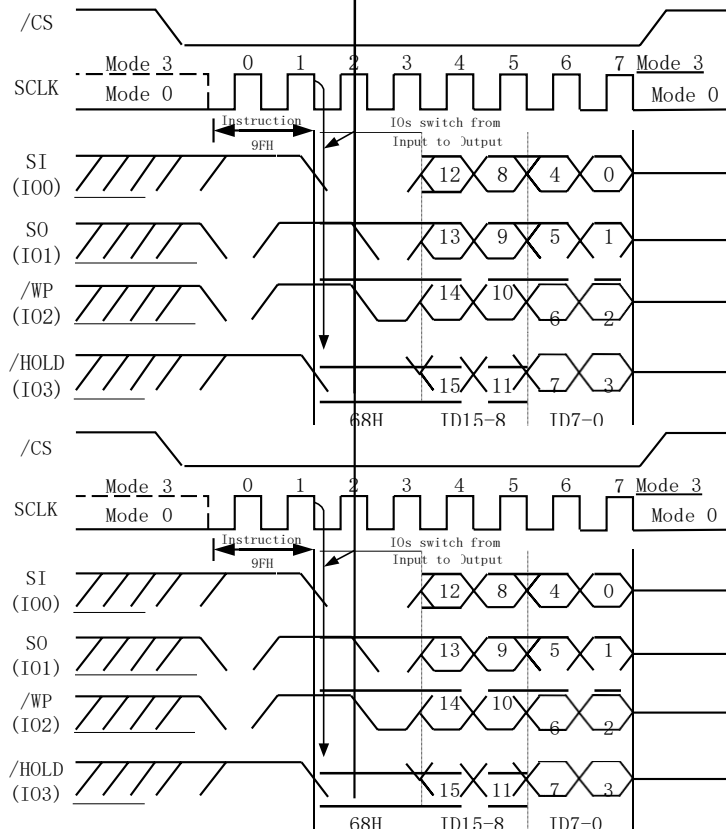 /CS
Mode 3 0 1 2 3 4 5 6 7 Mode 3
SCLK
Mode 0 Mode 0
Instruction IOs switch from
9FH Input to Output
SI
(IO0) 12 8 4 0
SO
(IO1) 13 9 5 1
/WP
(IO2) 14 10 6 2
/HOLD
(IO3) 15 11 7 3
68H ID15-8 ID7-0
/CS
Mode 3 0 1 2 3 4 5 6 7 Mode 3
SCLK
Mode 0 Mode 0
Instruction IOs switch from
9FH Input to Output
SI
(IO0) 12 8 4 0
SO
(IO1) 13 9 5 1
/WP
(IO2) 14 10 6 2
/HOLD
(IO3) 15 11 7 3
68H ID15-8 ID7-0